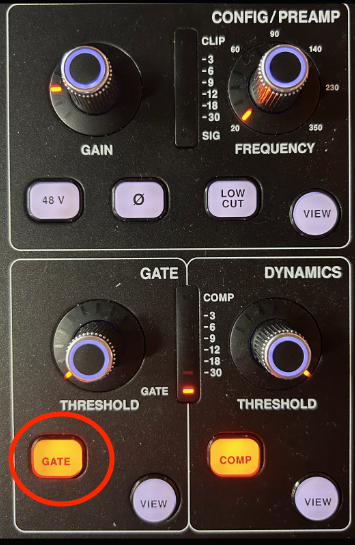 CONFIG/PREAMP
CLIP
-3
-6
-9
-12
-18
-30
SIG
GAIN
20
60
90
140
230
350
FREQUENCY
48 V
Ø
LOW
CUT
VIEW
GATE
DYNAMICS
COMP
-3
-6
-9
-12
-18
-30
GATE
THRESHOLD
THRESHOLD
GATE
VIEW
COMP
VIEW